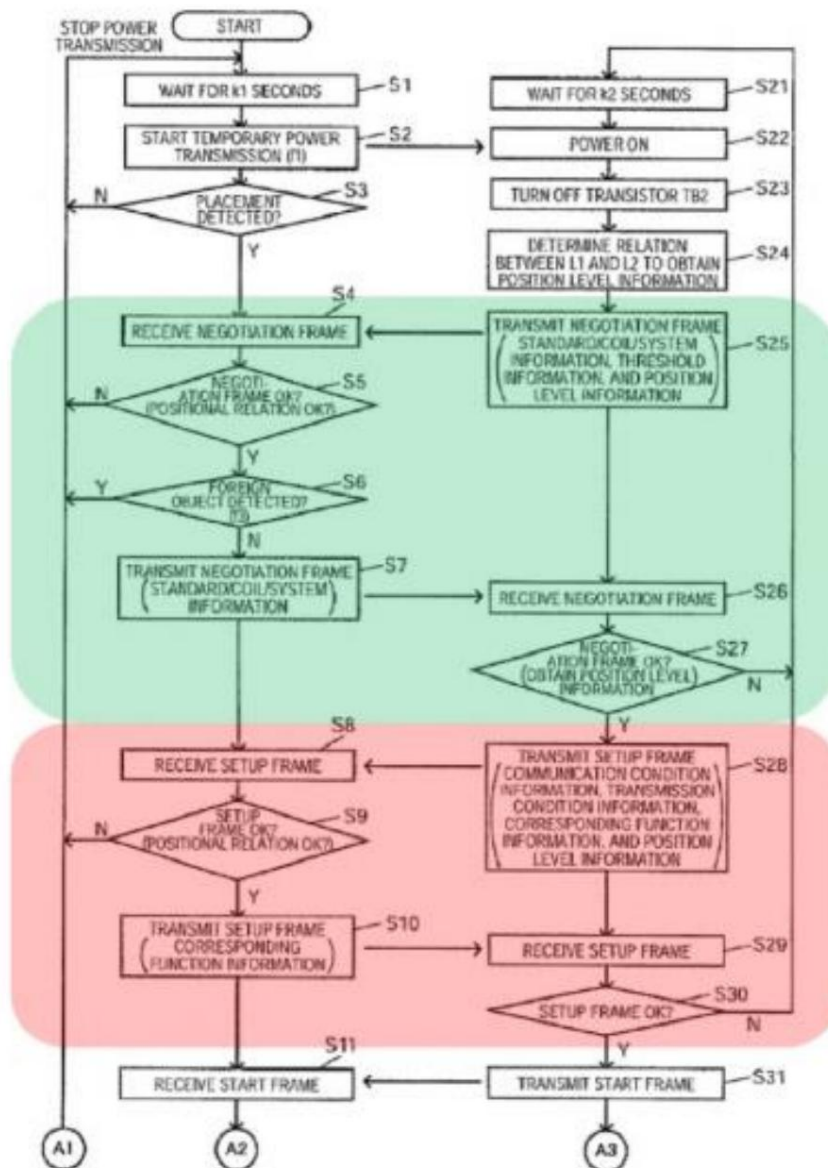 STOP POWER
TRANSMISSION
START
WAIT FOR k1 SECONDS
S1
START TEMPORARY POWER
TRANSMISSION (f1)
S2
PLACEMENT
DETECTED?
S3
N
Y
WAIT FOR k2 SECONDS
S21
POWER ON
S22
TURN OFF TRANSISTOR TB2
S23
DETERMINE RELATION
BETWEEN L1 AND L2 TO OBTAIN
POSITION LEVEL INFORMATION
S24
RECEIVE NEGOTIATION FRAME
S4
TRANSMIT NEGOTIATION FRAME
(STANDARD/COIL/SYSTEM
INFORMATION, THRESHOLD
INFORMATION, AND POSITION
LEVEL INFORMATION)
S25
NEGOTI-
ATION FRAME OK?
(POSITIONAL RELATION OK?)
S5
N
Y
FOREIGN
OBJECT DETECTED?
S6
Y
N
TRANSMIT NEGOTIATION FRAME
(STANDARD/COIL/SYSTEM
INFORMATION)
S7
RECEIVE NEGOTIATION FRAME
S26
NEGOTI-
ATION FRAME OK?
(OBTAIN POSITION LEVEL)
INFORMATION
S27
N
Y
RECEIVE SETUP FRAME
S8
TRANSMIT SETUP FRAME
(COMMUNICATION CONDITION
INFORMATION, TRANSMISSION
CONDITION INFORMATION,
CORRESPONDING FUNCTION
INFORMATION, AND POSITION
LEVEL INFORMATION)
S28
SETUP
FRAME OK?
(POSITIONAL RELATION OK?)
S9
N
Y
TRANSMIT SETUP FRAME
(CORRESPONDING
FUNCTION INFORMATION)
S10
RECEIVE SETUP FRAME
S29
SETUP FRAME OK?
S30
N
Y
RECEIVE START FRAME
S11
TRANSMIT START FRAME
S31
A1
A2
A3